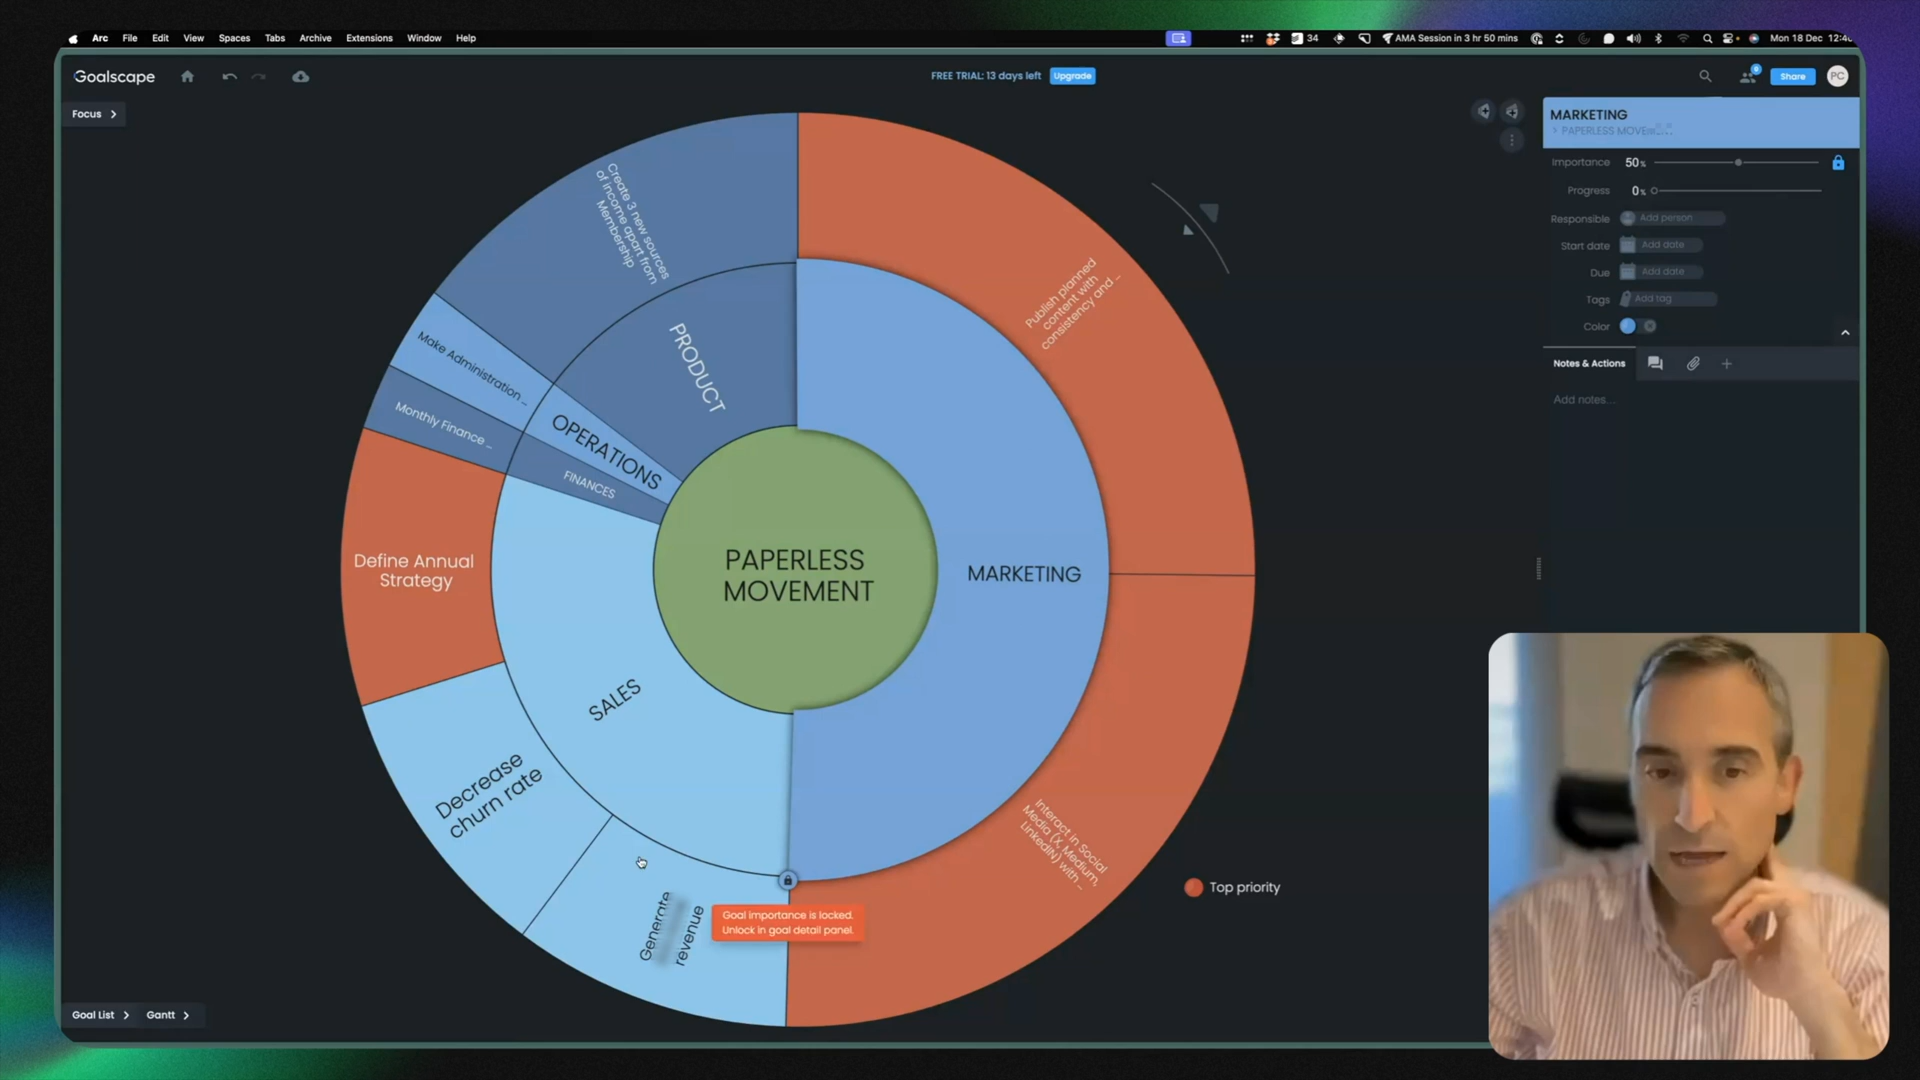 Arc File Edit View Spaces Tabs Archive Extensions Window Help
34 AMA Session in 3 hr 50 mins Mon 18 Dec
Goalscape
FREE TRIAL: 13 days left Upgrade
Share PC
Focus >
MARKETING
> PAPERLESS
Importance 50%
Progress 0%
Responsible Add person
Start date Add date
Due Add date
Tags Add tag
Color
Notes & Actions +
Add notes...
Create 3 new sources
of income apart from
Membership
PRODUCT
Make Administration ...
OPERATIONS
Monthly Finance ...
FINANCES
Define Annual
Strategy
SALES
Decrease
churn rate
Generate
revenue
PAPERLESS
MOVEMENT
MARKETING
Publish planned
content with
consistency and ...
Interact in Social
Media (X, Medium,
LinkedIN) with ...
Goal importance is locked.
Unlock in goal detail panel.
Top priority
Goal List > Gantt >